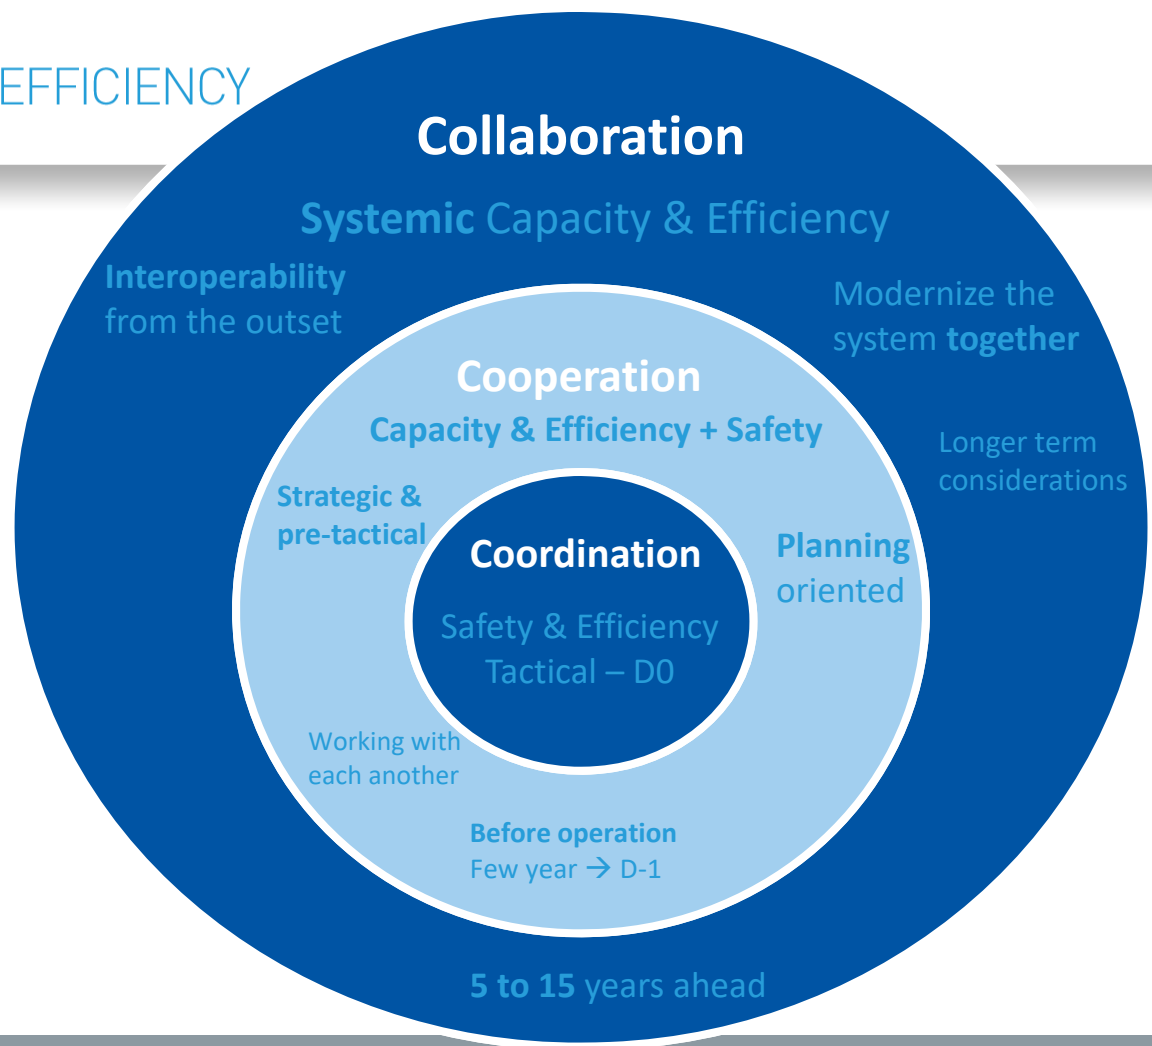 EFFICIENCY
Collaboration
Systemic Capacity & Efficiency
Interoperability
from the outset
Modernize the
system together
Longer term
considerations
Cooperation
Capacity & Efficiency + Safety
Strategic &
pre-tactical
Planning
oriented
Coordination
Safety & Efficiency
Tactical – D0
Working with
each another
Before operation
Few year → D-1
5 to 15 years ahead